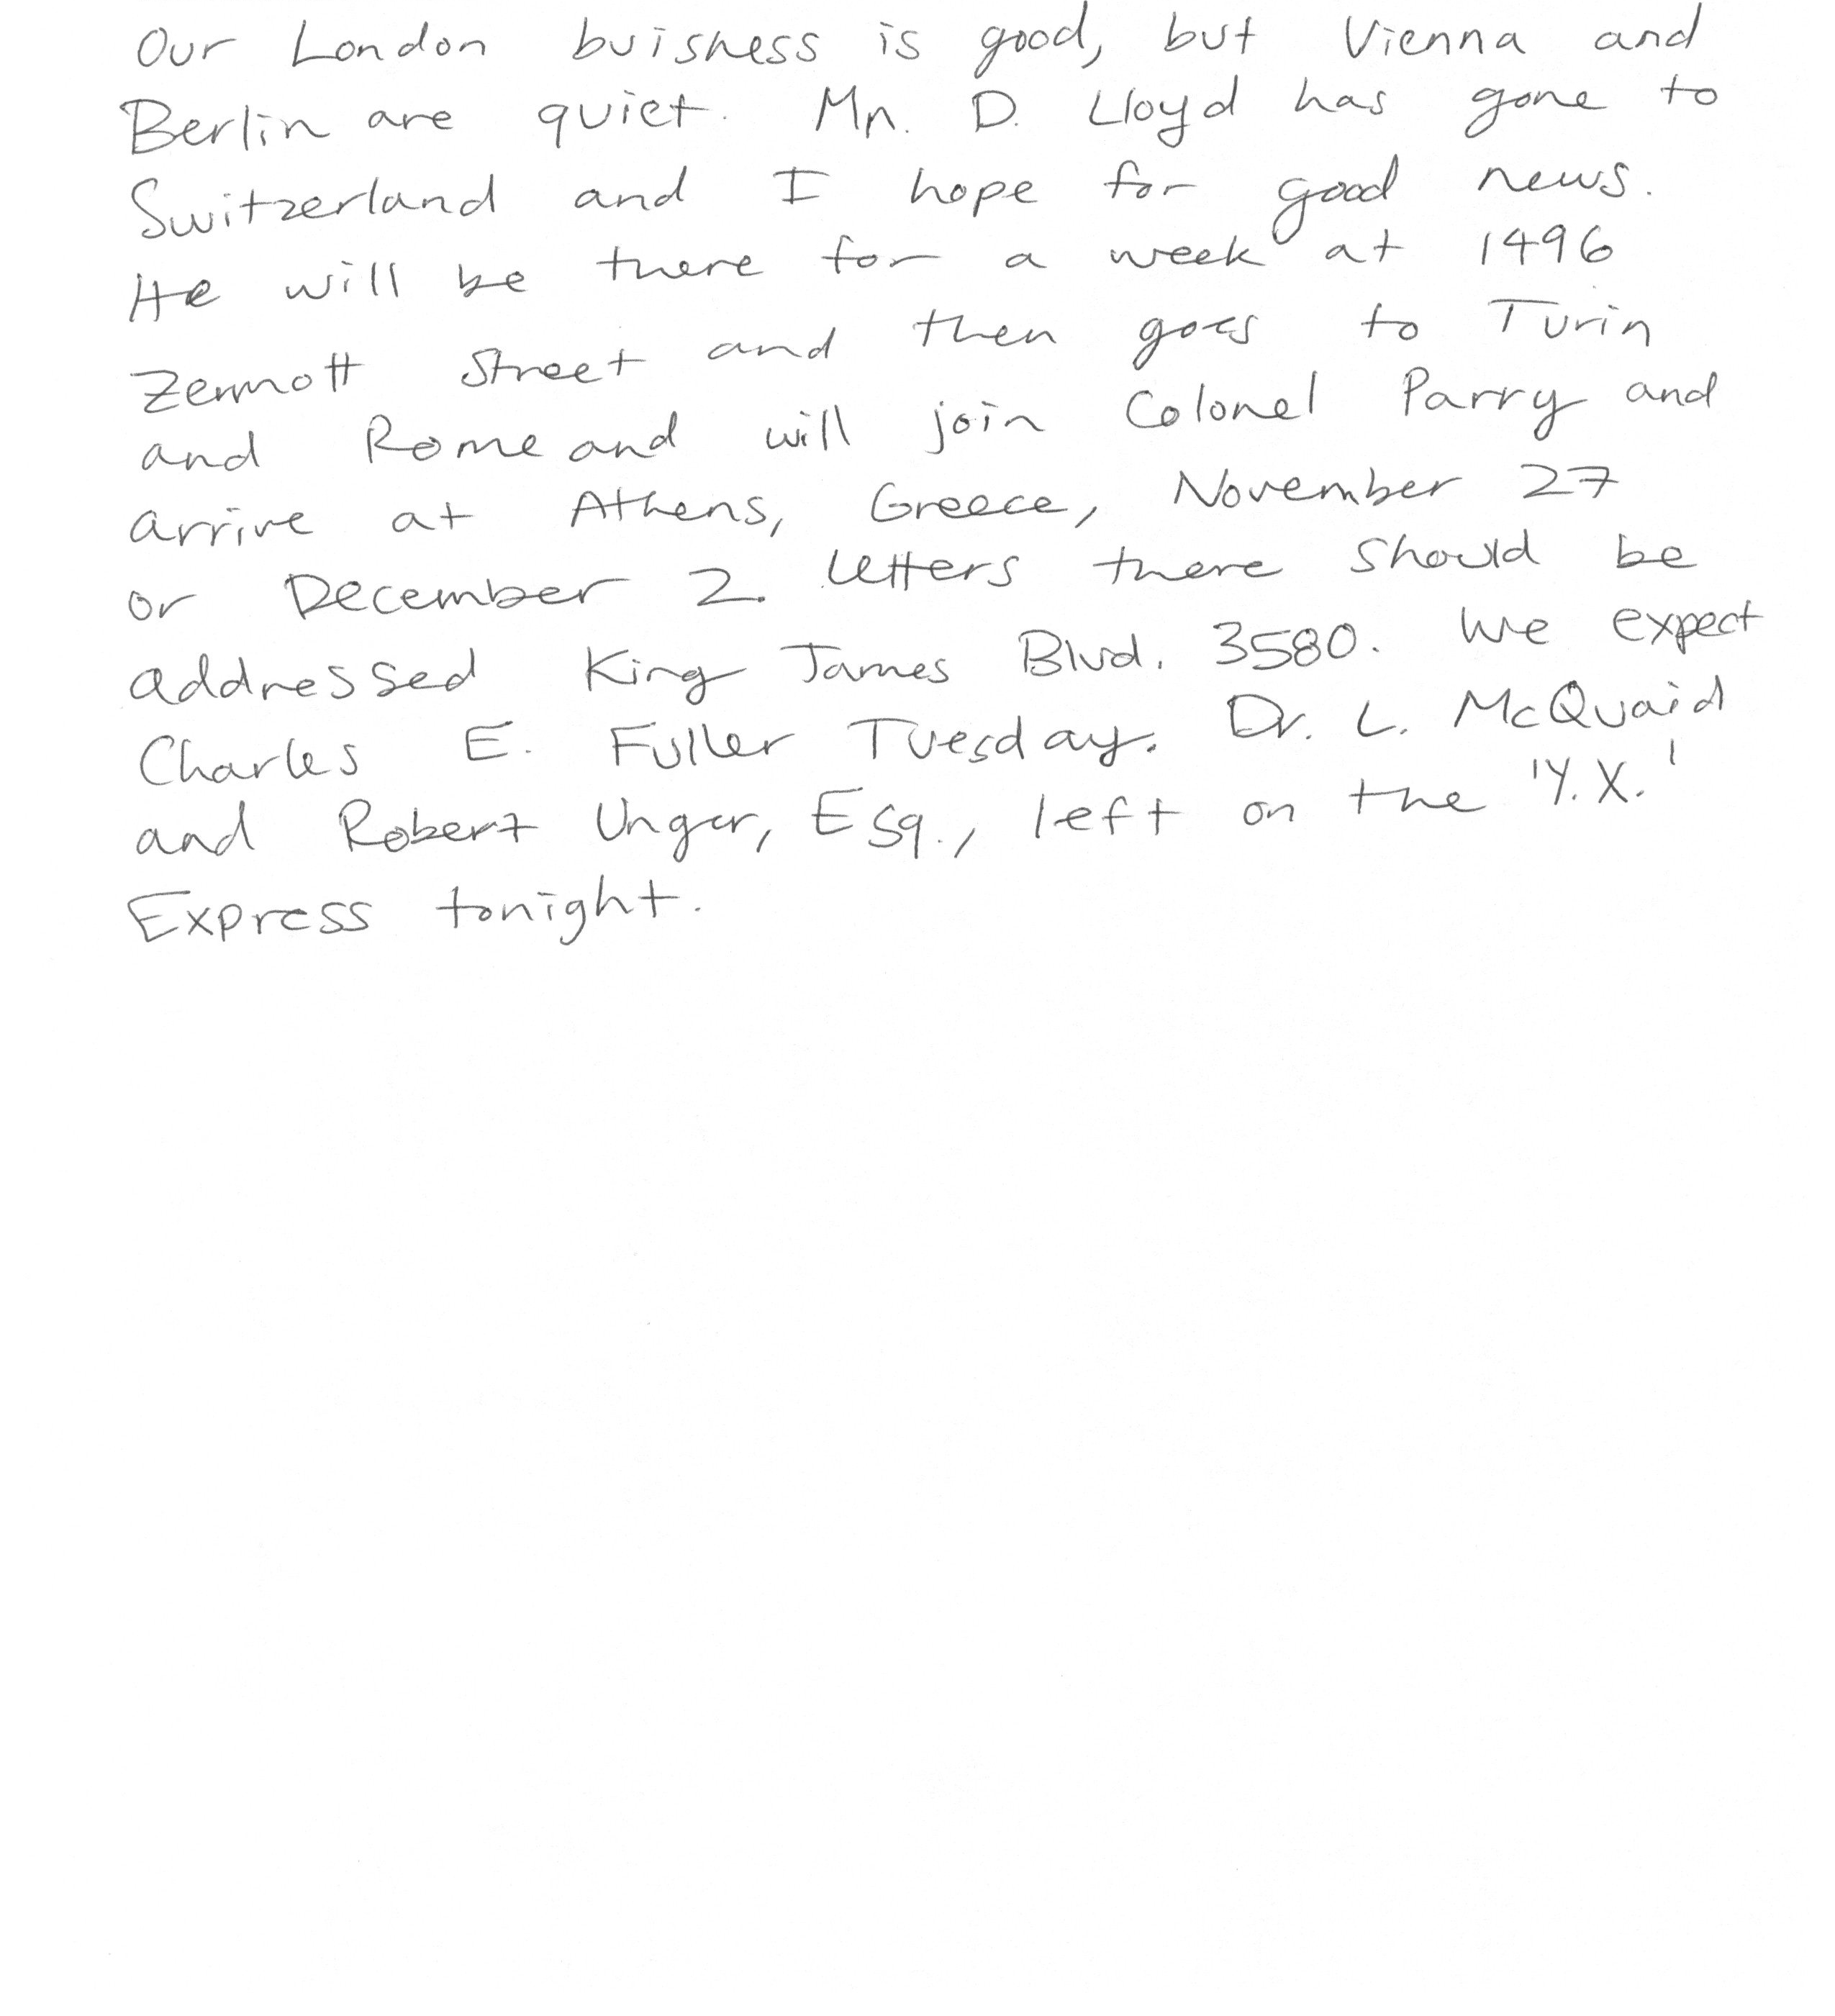 Our London buisness is good, but Vienna and
Berlin are quiet. Mr. D. Lloyd has gone to
Switzerland and I hope for good news.
He will be there for a week at 1496
Zermott Street and then goes to Turin
and Rome and will join Colonel Parry and
arrive at Athens, Greece, November 27
or December 2. Letters there should be
addressed King James Blvd. 3580. We expect
Charles E. Fuller Tuesday. Dr. L. McQuaid
and Robert Unger, Esq., left on the 'Y.X.'
Express tonight.